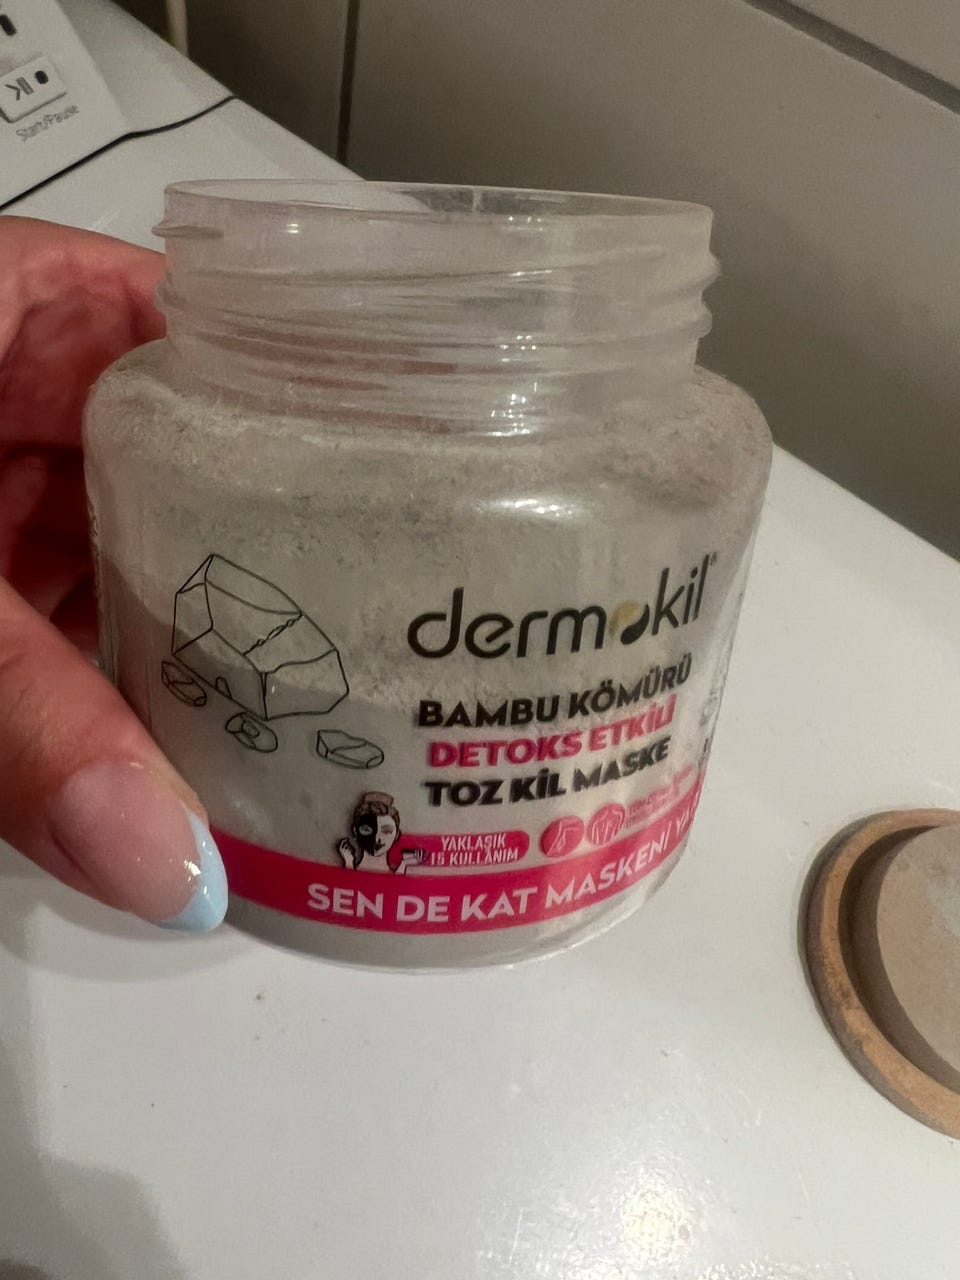 Start/Pause
dermokil
BAMBU KÖMÜRÜ
DETOKS ETKİLİ
TOZ KİL MASKE
YAKLAŞIK
15 KULLANIM
SEN DE KAT MASKENİ